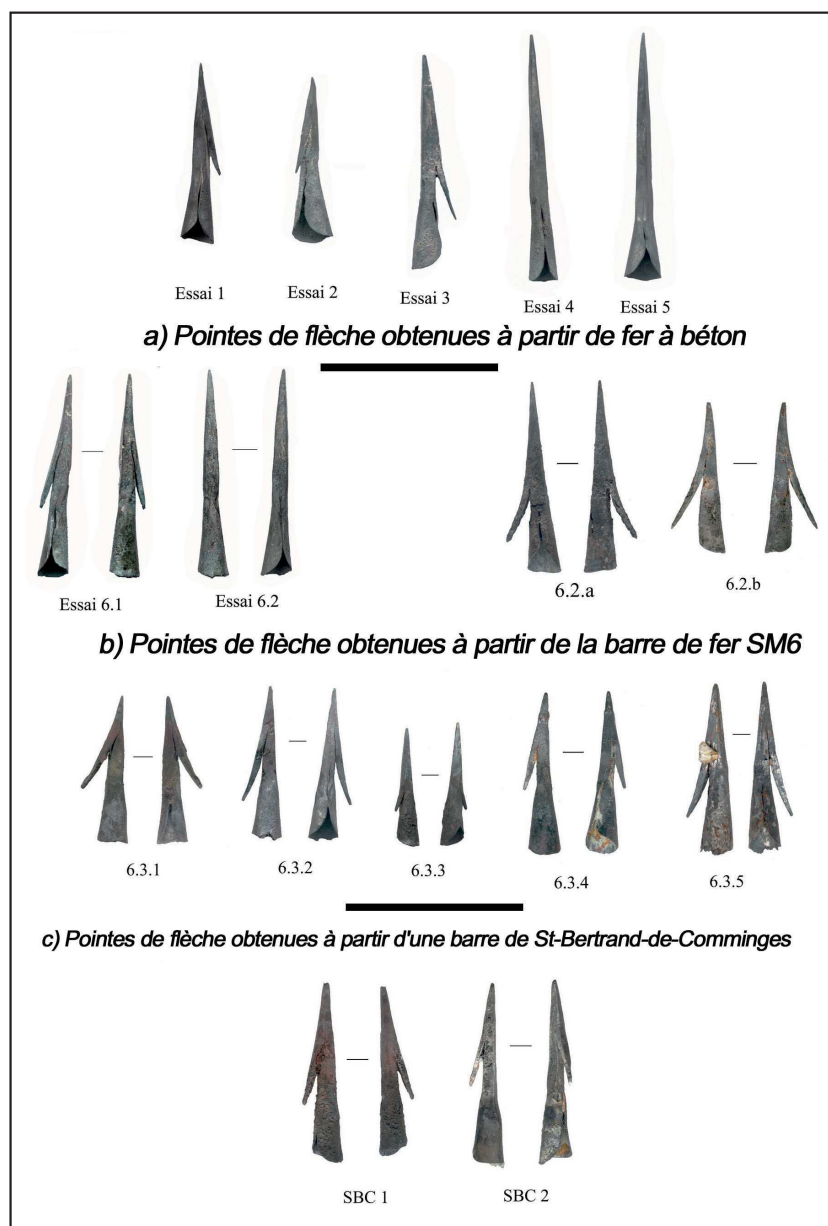 Essai 1
Essai 2
Essai 3
Essai 4
Essai 5
a) Pointes de flèche obtenues à partir de fer à béton
Essai 6.1
Essai 6.2
6.2.a
6.2.b
b) Pointes de flèche obtenues à partir de la barre de fer SM6
6.3.1
6.3.2
6.3.3
6.3.4
6.3.5
c) Pointes de flèche obtenues à partir d'une barre de St-Bertrand-de-Comminges
SBC 1
SBC 2